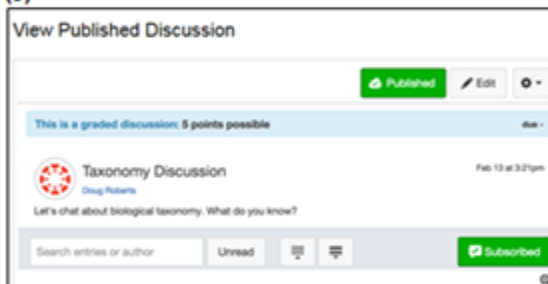 View Published Discussion
Published Edit
This is a graded discussion: 5 points possible due -
Taxonomy Discussion Feb 13 at 3:21pm
Doug Roberts
Let's chat about biological taxonomy. What do you know?
Search entries or author Unread Subscribed